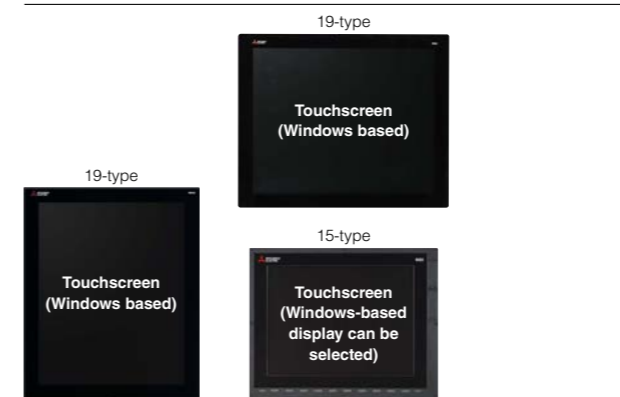 19-type
Touchscreen
(Windows based)
19-type
Touchscreen
(Windows based)
15-type
Touchscreen
(Windows-based
display can be
selected)